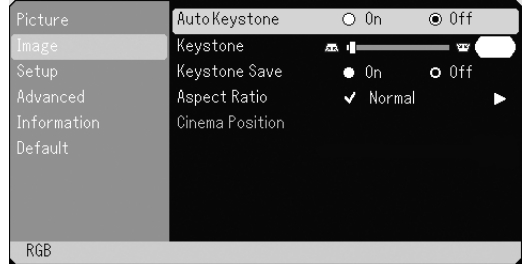 Picture
Image
Setup
Advanced
Information
Default
Auto Keystone On Off
Keystone
Keystone Save On Off
Aspect Ratio ✓ Normal
Cinema Position
RGB